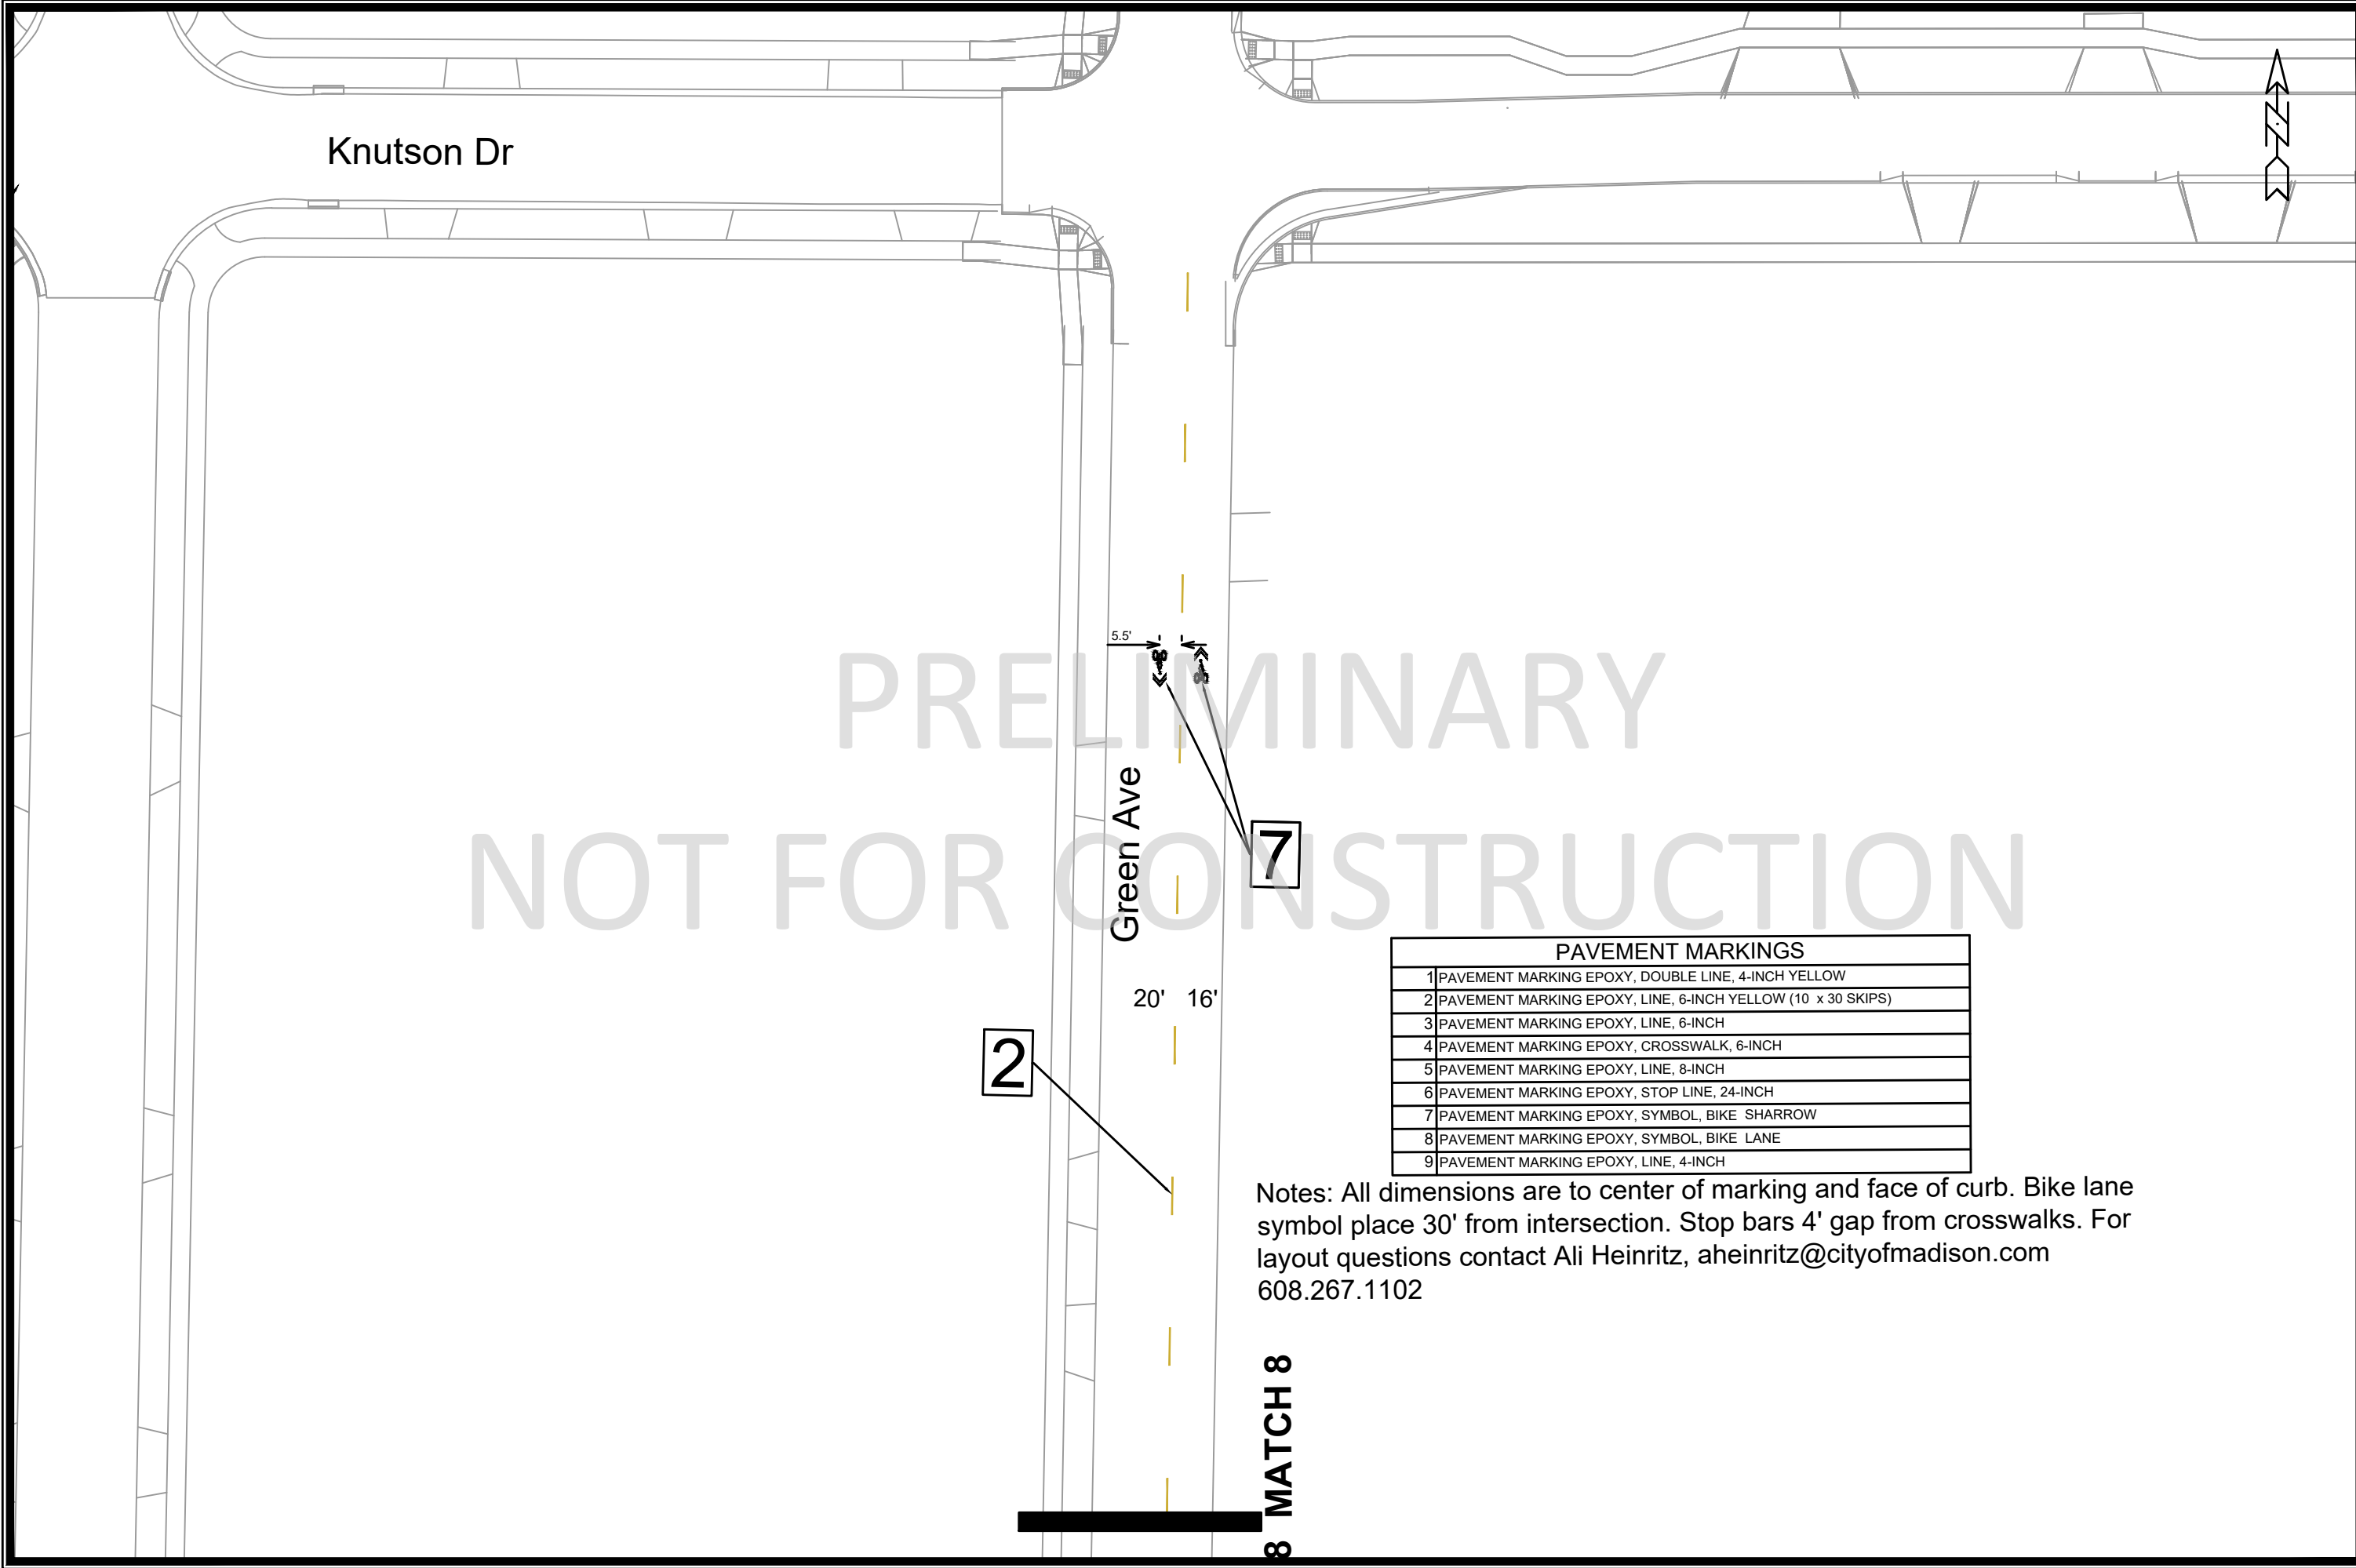 Knutson Dr
N
5.5'
PRELIMINARY
NOT FOR CONSTRUCTION
Green Ave
7
20' 16'
2
PAVEMENT MARKINGS
1 PAVEMENT MARKING EPOXY, DOUBLE LINE, 4-INCH YELLOW
2 PAVEMENT MARKING EPOXY, LINE, 6-INCH YELLOW (10 x 30 SKIPS)
3 PAVEMENT MARKING EPOXY, LINE, 6-INCH
4 PAVEMENT MARKING EPOXY, CROSSWALK, 6-INCH
5 PAVEMENT MARKING EPOXY, LINE, 8-INCH
6 PAVEMENT MARKING EPOXY, STOP LINE, 24-INCH
7 PAVEMENT MARKING EPOXY, SYMBOL, BIKE SHARROW
8 PAVEMENT MARKING EPOXY, SYMBOL, BIKE LANE
9 PAVEMENT MARKING EPOXY, LINE, 4-INCH
Notes: All dimensions are to center of marking and face of curb. Bike lane
symbol place 30' from intersection. Stop bars 4' gap from crosswalks. For
layout questions contact Ali Heinritz, aheinritz@cityofmadison.com
608.267.1102
8 MATCH 8